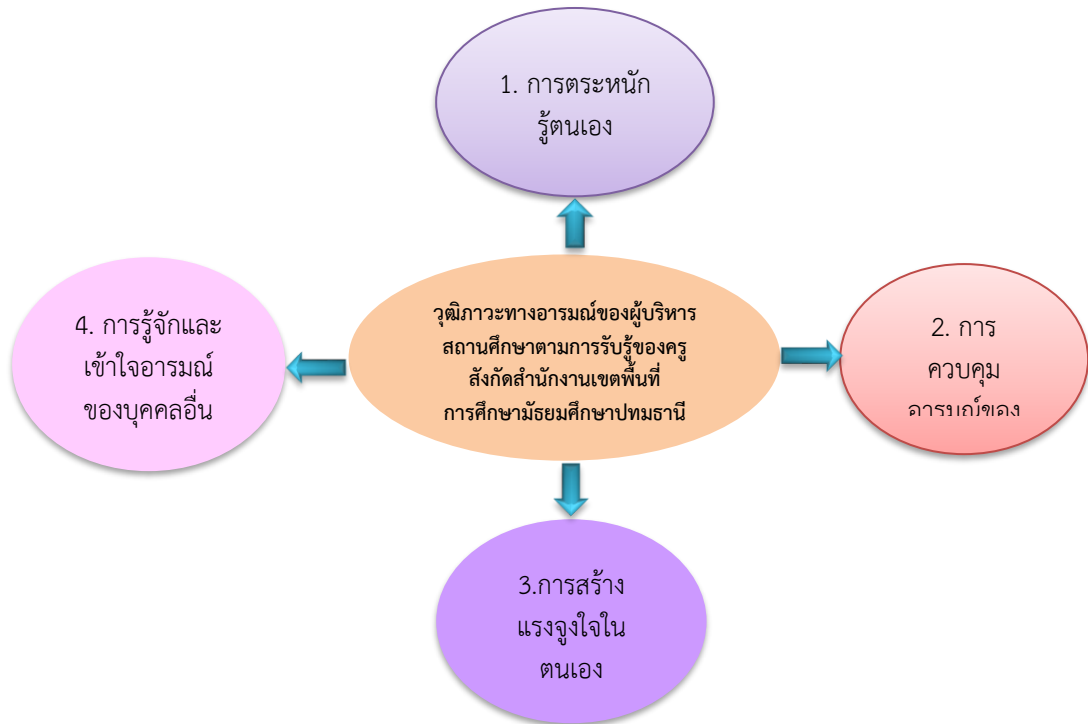 1. การตระหนัก
รู้ตนเอง
วุฒิภาวะทางอารมณ์ของผู้บริหาร
สถานศึกษาตามการรับรู้ของครู
สังกัดสำนักงานเขตพื้นที่
การศึกษามัธยมศึกษาปทุมธานี
2. การ
ควบคุม
อารมณ์ของ
3.การสร้าง
แรงจูงใจใน
ตนเอง
4. การรู้จักและ
เข้าใจอารมณ์
ของบุคคลอื่น